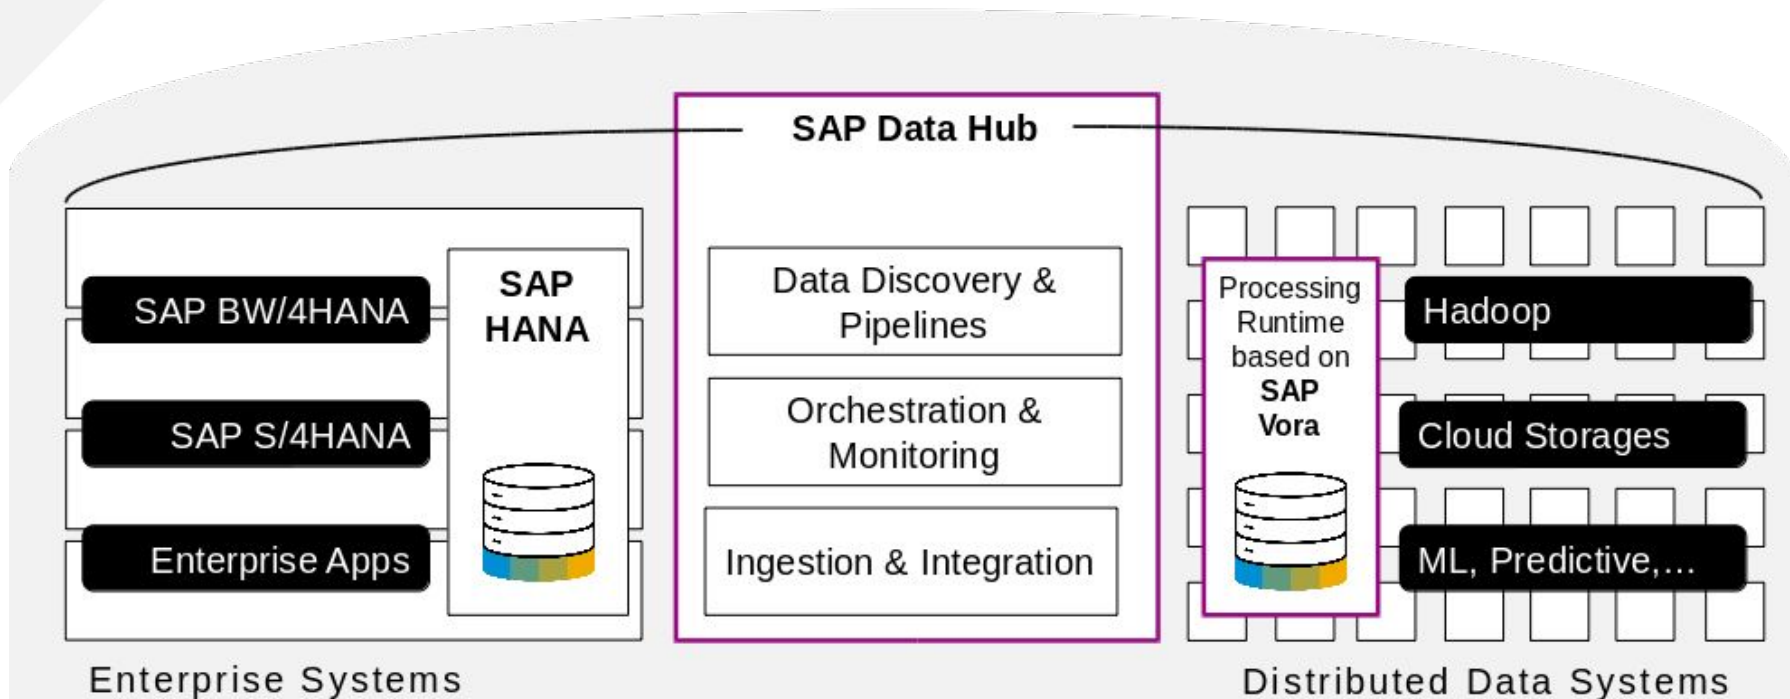 SAP Data Hub
SAP BW/4HANA
SAP S/4HANA
Enterprise Apps
SAP
HANA
Enterprise Systems
Data Discovery &
Pipelines
Orchestration &
Monitoring
Ingestion & Integration
Processing
Runtime
based on
SAP
Vora
Hadoop
Cloud Storages
ML, Predictive,...
Distributed Data Systems